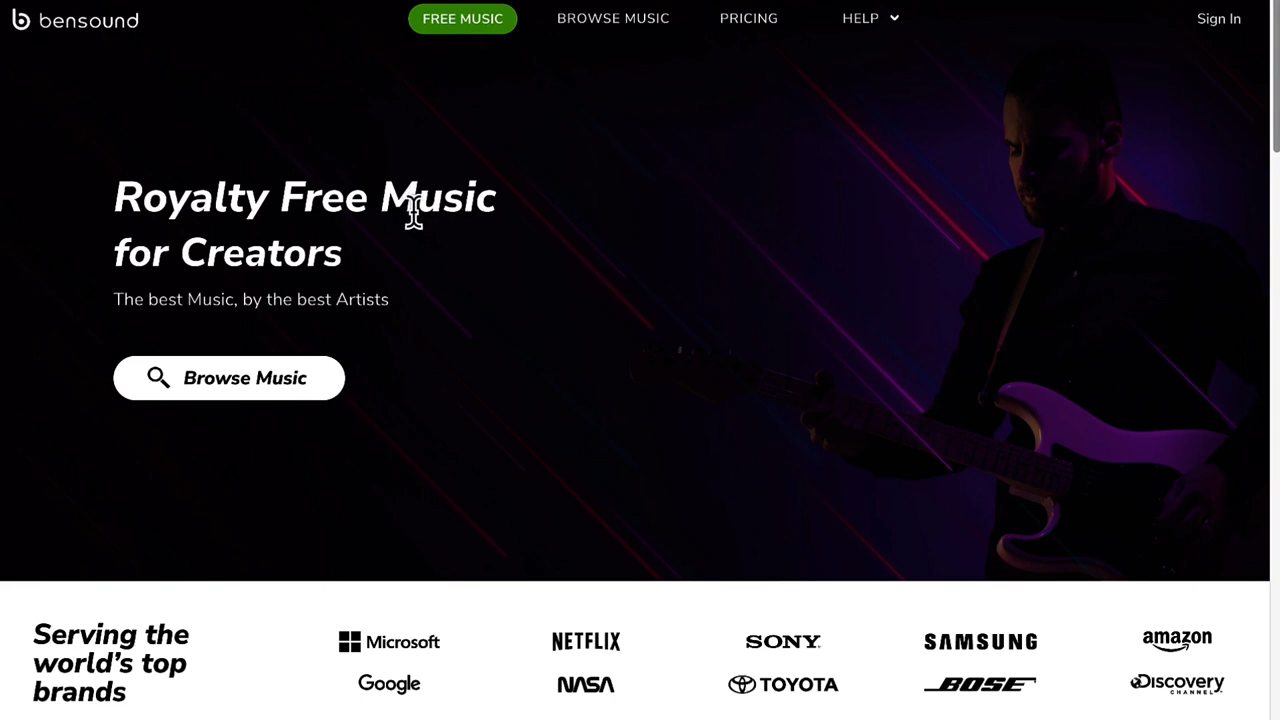 bensound
FREE MUSIC
BROWSE MUSIC
PRICING
HELP
Sign In
Royalty Free Music
for Creators
The best Music, by the best Artists
Browse Music
Serving the
world's top
brands
Microsoft
NETFLIX
SONY
SAMSUNG
amazon
Google
NASA
TOYOTA
BOSE
Discovery
CHANNEL